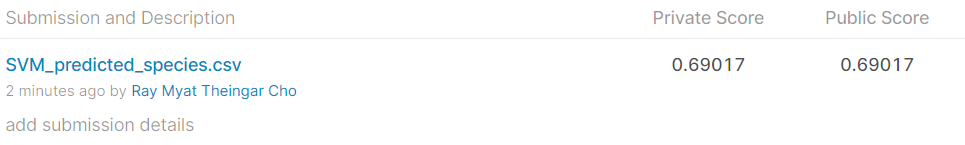 Submission and Description Private Score Public Score
SVM_predicted_species.csv 0.69017 0.69017
2 minutes ago by Ray Myat Theingar Cho
add submission details